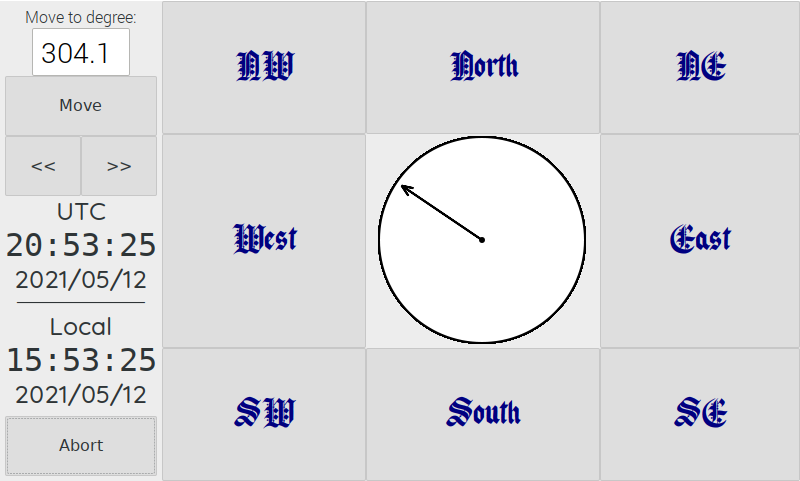 Move to degree:
304.1
Move
<< >>
UTC
20:53:25
2021/05/12
Local
15:53:25
2021/05/12
Abort
NW North NE
West East
SW South SE